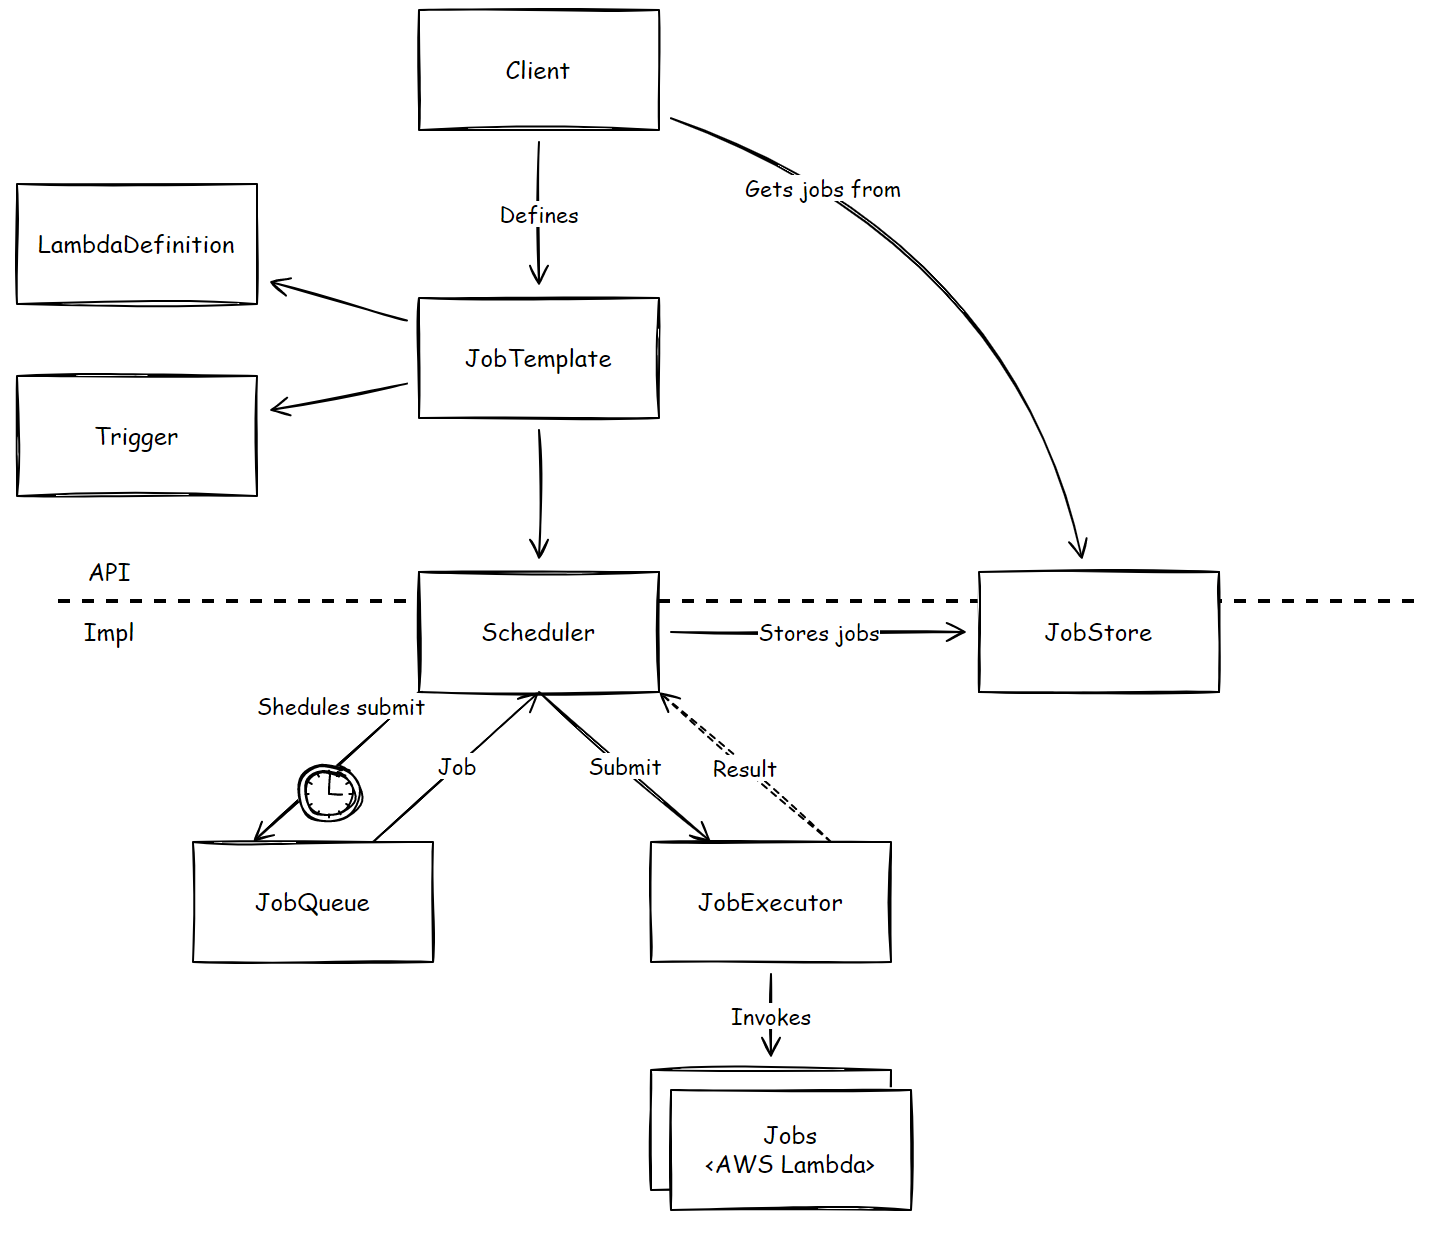 Client
Gets jobs from
Defines
LambdaDefinition
JobTemplate
Trigger
API
Impl
Scheduler
Stores jobs
JobStore
Shedules submit
Job
Submit
Result
JobQueue
JobExecutor
Invokes
Jobs
<AWS Lambda>